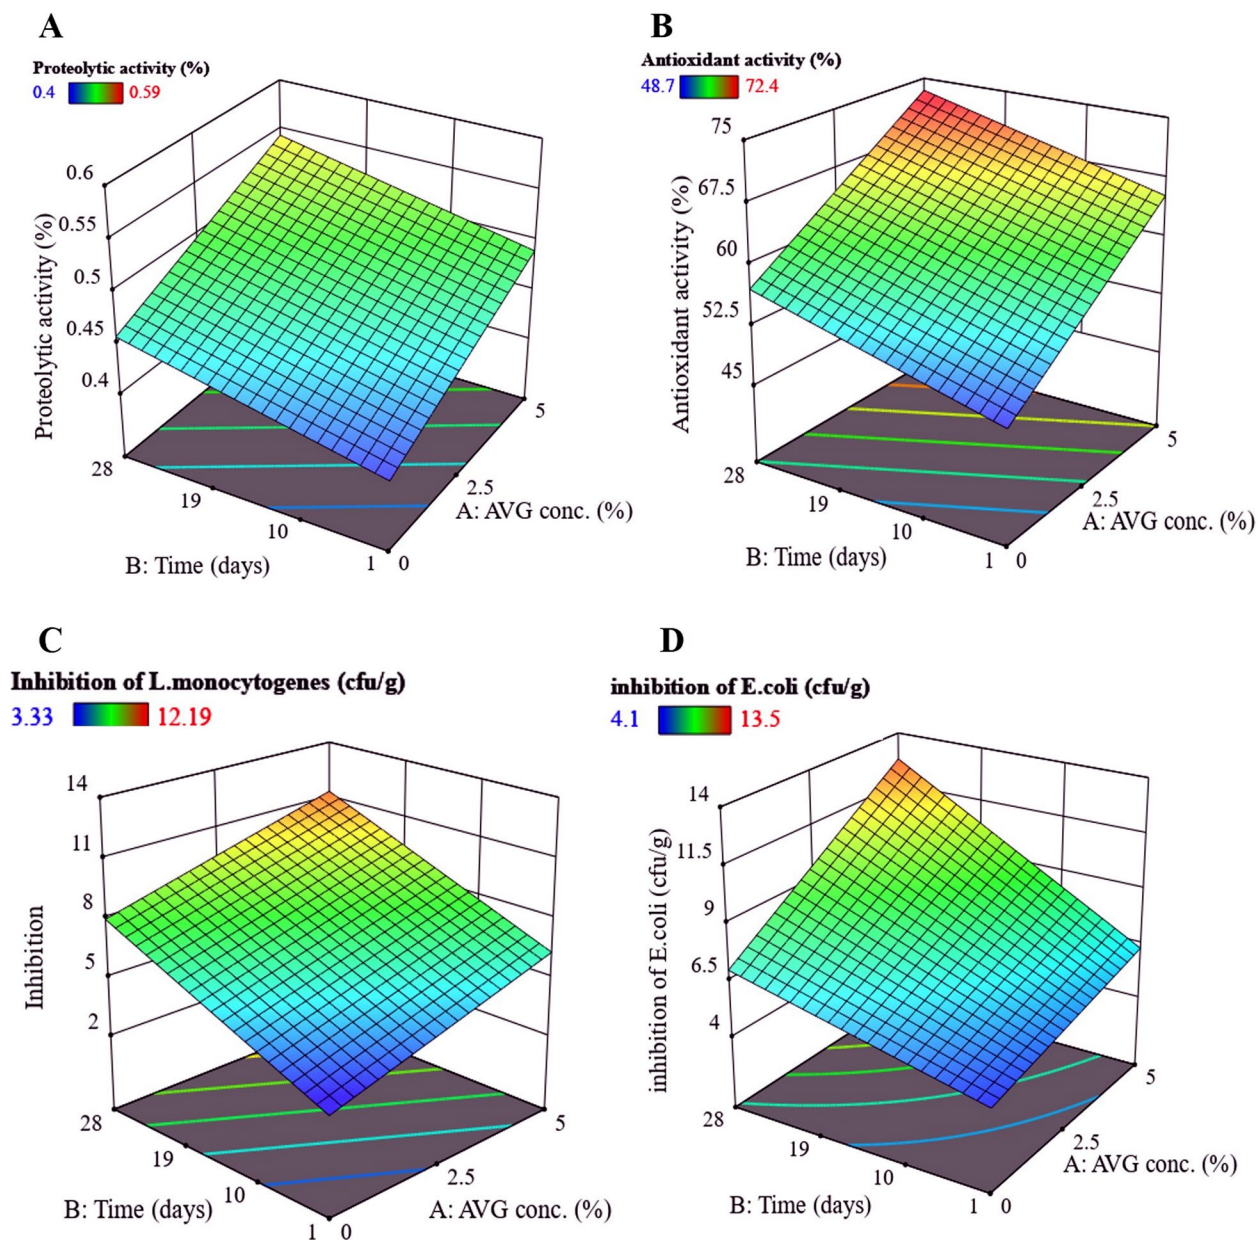 A
Proteolytic activity (%)
0.4 0.59
0.6
0.55
0.5
0.45
0.4
Proteolytic activity (%)
28
19
10
1 0
2.5
5
A: AVG conc. (%)
B: Time (days)
B
Antioxidant activity (%)
48.7 72.4
75
67.5
60
52.5
45
Antioxidant activity (%)
28
19
10
1 0
2.5
5
A: AVG conc. (%)
B: Time (days)
C
Inhibition of L.monocytogenes (cfu/g)
3.33 12.19
14
11
8
5
2
Inhibition
28
19
10
1 0
2.5
5
B: Time (days)
A: AVG conc. (%)
D
inhibition of E.coli (cfu/g)
4.1 13.5
14
11.5
9
6.5
4
inhibition of E.coli (cfu/g)
28
19
10
1 0
2.5
5
A: AVG conc. (%)
B: Time (days)